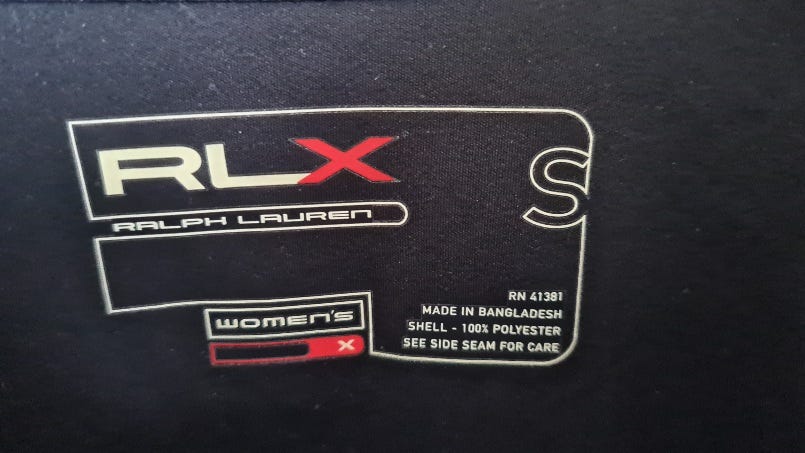 RLX
S
RALPH LAUREN
WOMEN'S
X
RN 41381
MADE IN BANGLADESH
SHELL - 100% POLYESTER
SEE SIDE SEAM FOR CARE